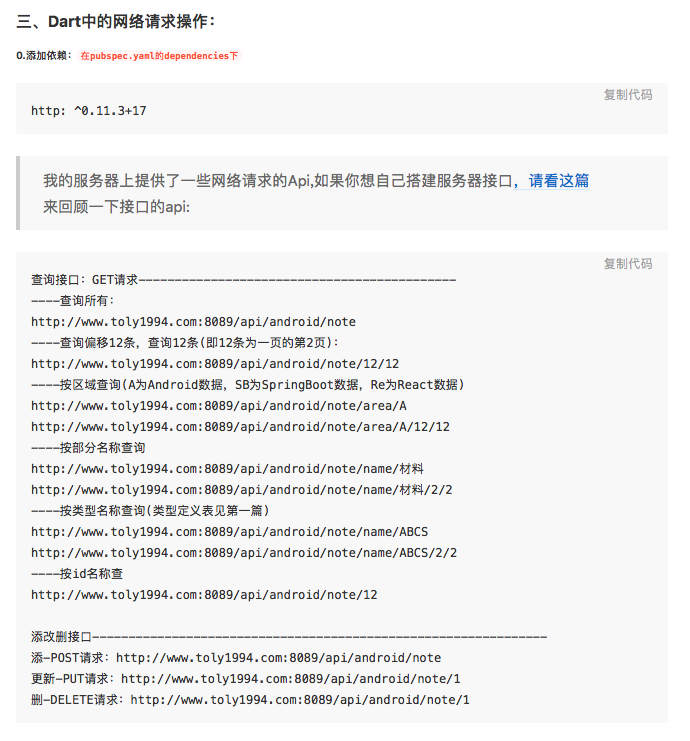 三、Dart中的网络请求操作：
0.添加依赖： 在pubspec.yaml的dependencies下
复制代码
http: ^0.11.3+17
我的服务器上提供了一些网络请求的Api,如果你想自己搭建服务器接口，请看这篇
来回顾一下接口的api:
复制代码
查询接口：GET请求--------------------------------------------
----查询所有：
http://www.toly1994.com:8089/api/android/note
----查询偏移12条，查询12条(即12条为一页的第2页)：
http://www.toly1994.com:8089/api/android/note/12/12
----按区域查询(A为Android数据，SB为SpringBoot数据，Re为React数据)
http://www.toly1994.com:8089/api/android/note/area/A
http://www.toly1994.com:8089/api/android/note/area/A/12/12
----按部分名称查询
http://www.toly1994.com:8089/api/android/note/name/材料
http://www.toly1994.com:8089/api/android/note/name/材料/2/2
----按类型名称查询(类型定义表见第一篇)
http://www.toly1994.com:8089/api/android/note/name/ABCS
http://www.toly1994.com:8089/api/android/note/name/ABCS/2/2
----按id名称查
http://www.toly1994.com:8089/api/android/note/12
添改删接口---------------------------------------------------------------
添-POST请求：http://www.toly1994.com:8089/api/android/note
更新-PUT请求：http://www.toly1994.com:8089/api/android/note/1
删-DELETE请求：http://www.toly1994.com:8089/api/android/note/1